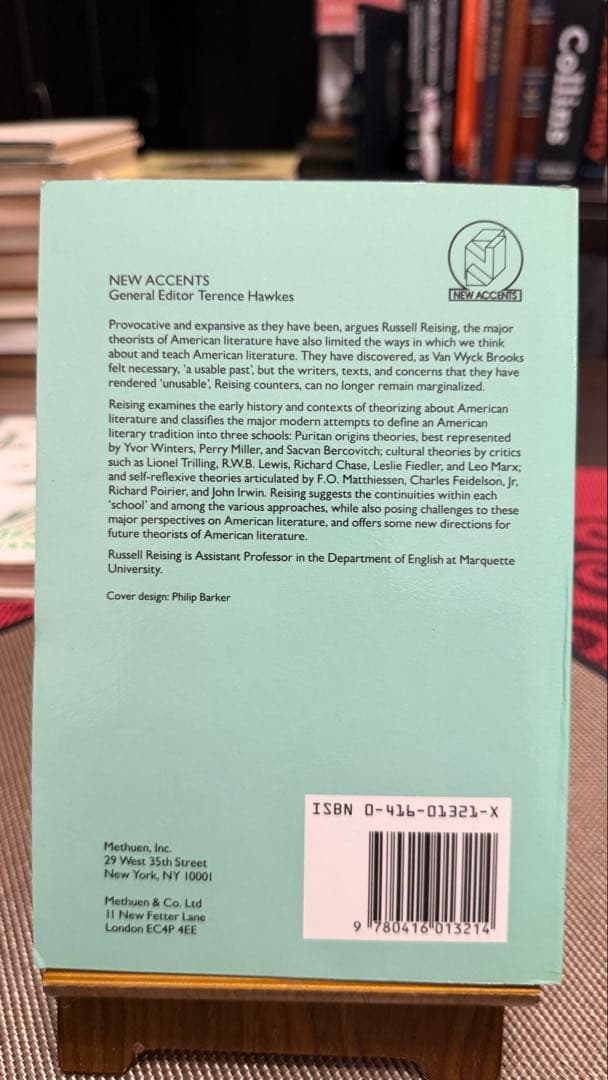 Collins
NEW ACCENTS
General Editor Terence Hawkes
NEW ACCENTS
Provocative and expansive as they have been, argues Russell Reising, the major
theorists of American literature have also limited the ways in which we think
about and teach American literature. They have discovered, as Van Wyck Brooks
felt necessary, 'a usable past', but the writers, texts, and concerns that they have
rendered 'unusable', Reising counters, can no longer remain marginalized.
Reising examines the early history and contexts of theorizing about American
literature and classifies the major modern attempts to define an American
literary tradition into three schools: Puritan origins theories, best represented
by Yvor Winters, Perry Miller, and Sacvan Bercovitch; cultural theories by critics
such as Lionel Trilling, R.W.B. Lewis, Richard Chase, Leslie Fiedler, and Leo Marx;
and self-reflexive theories articulated by F.O. Matthiessen, Charles Feidelson, Jr,
Richard Poirier, and John Irwin. Reising suggests the continuities within each
'school' and among the various approaches, while also posing challenges to these
major perspectives on American literature, and offers some new directions for
future theorists of American literature.
Russell Reising is Assistant Professor in the Department of English at Marquette
University.
Cover design: Philip Barker
ISBN 0-416-01321-X
9 780416 013214
Methuen, Inc.
29 West 35th Street
New York, NY 10001
Methuen & Co. Ltd
11 New Fetter Lane
London EC4P 4EE